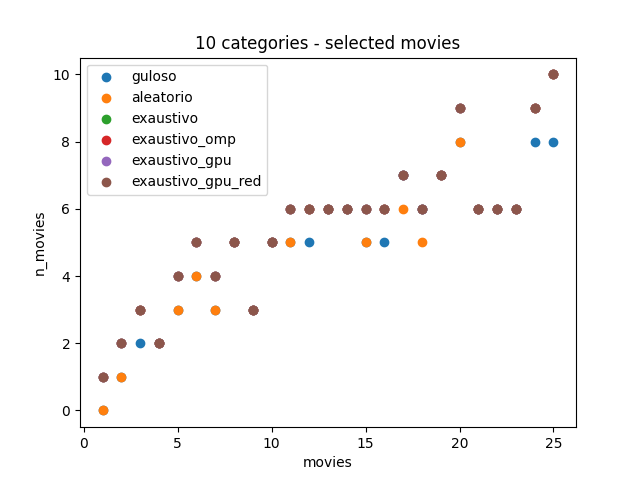 10 categories - selected movies
guloso
aleatorio
exaustivo
exaustivo_omp
exaustivo_gpu
exaustivo_gpu_red
n_movies
10
8
6
4
2
0
0 5 10 15 20 25
movies